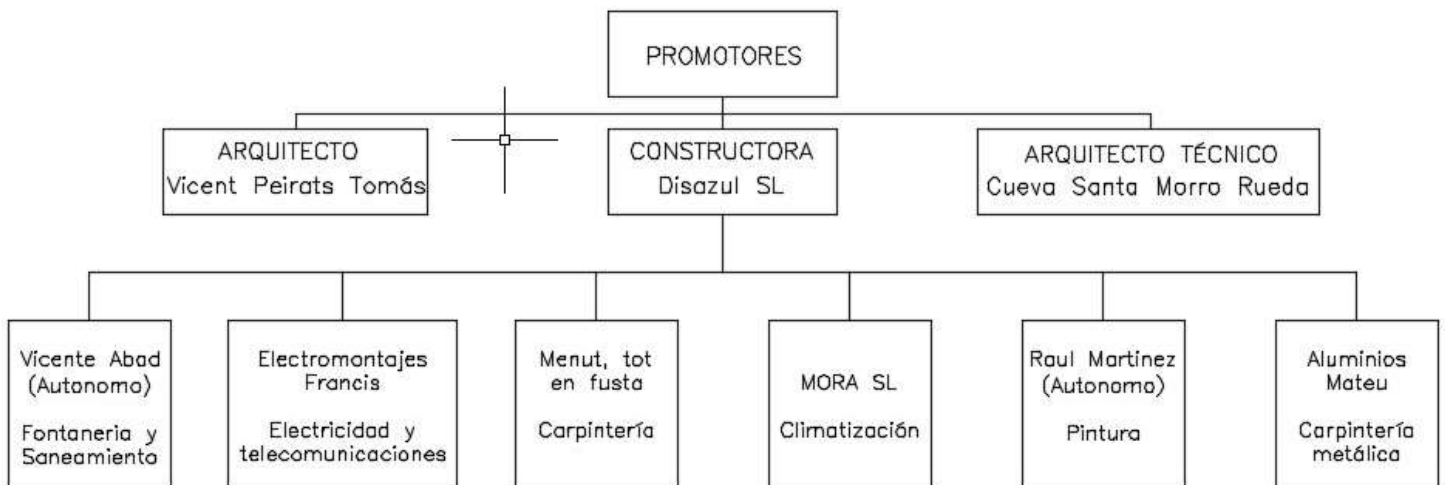 PROMOTORES
ARQUITECTO
Vicent Peirats Tomás
CONSTRUCTORA
Disazul SL
ARQUITECTO TÉCNICO
Cueva Santa Morro Rueda
Vicente Abad
(Autonomo)
Fontaneria y
Saneamiento
Electromontajes
Francis
Electricidad y
telecomunicaciones
Menut, tot
en fusta
Carpintería
MORA SL
Climatización
Raul Martinez
(Autonomo)
Pintura
Aluminios
Mateu
Carpintería
metálica